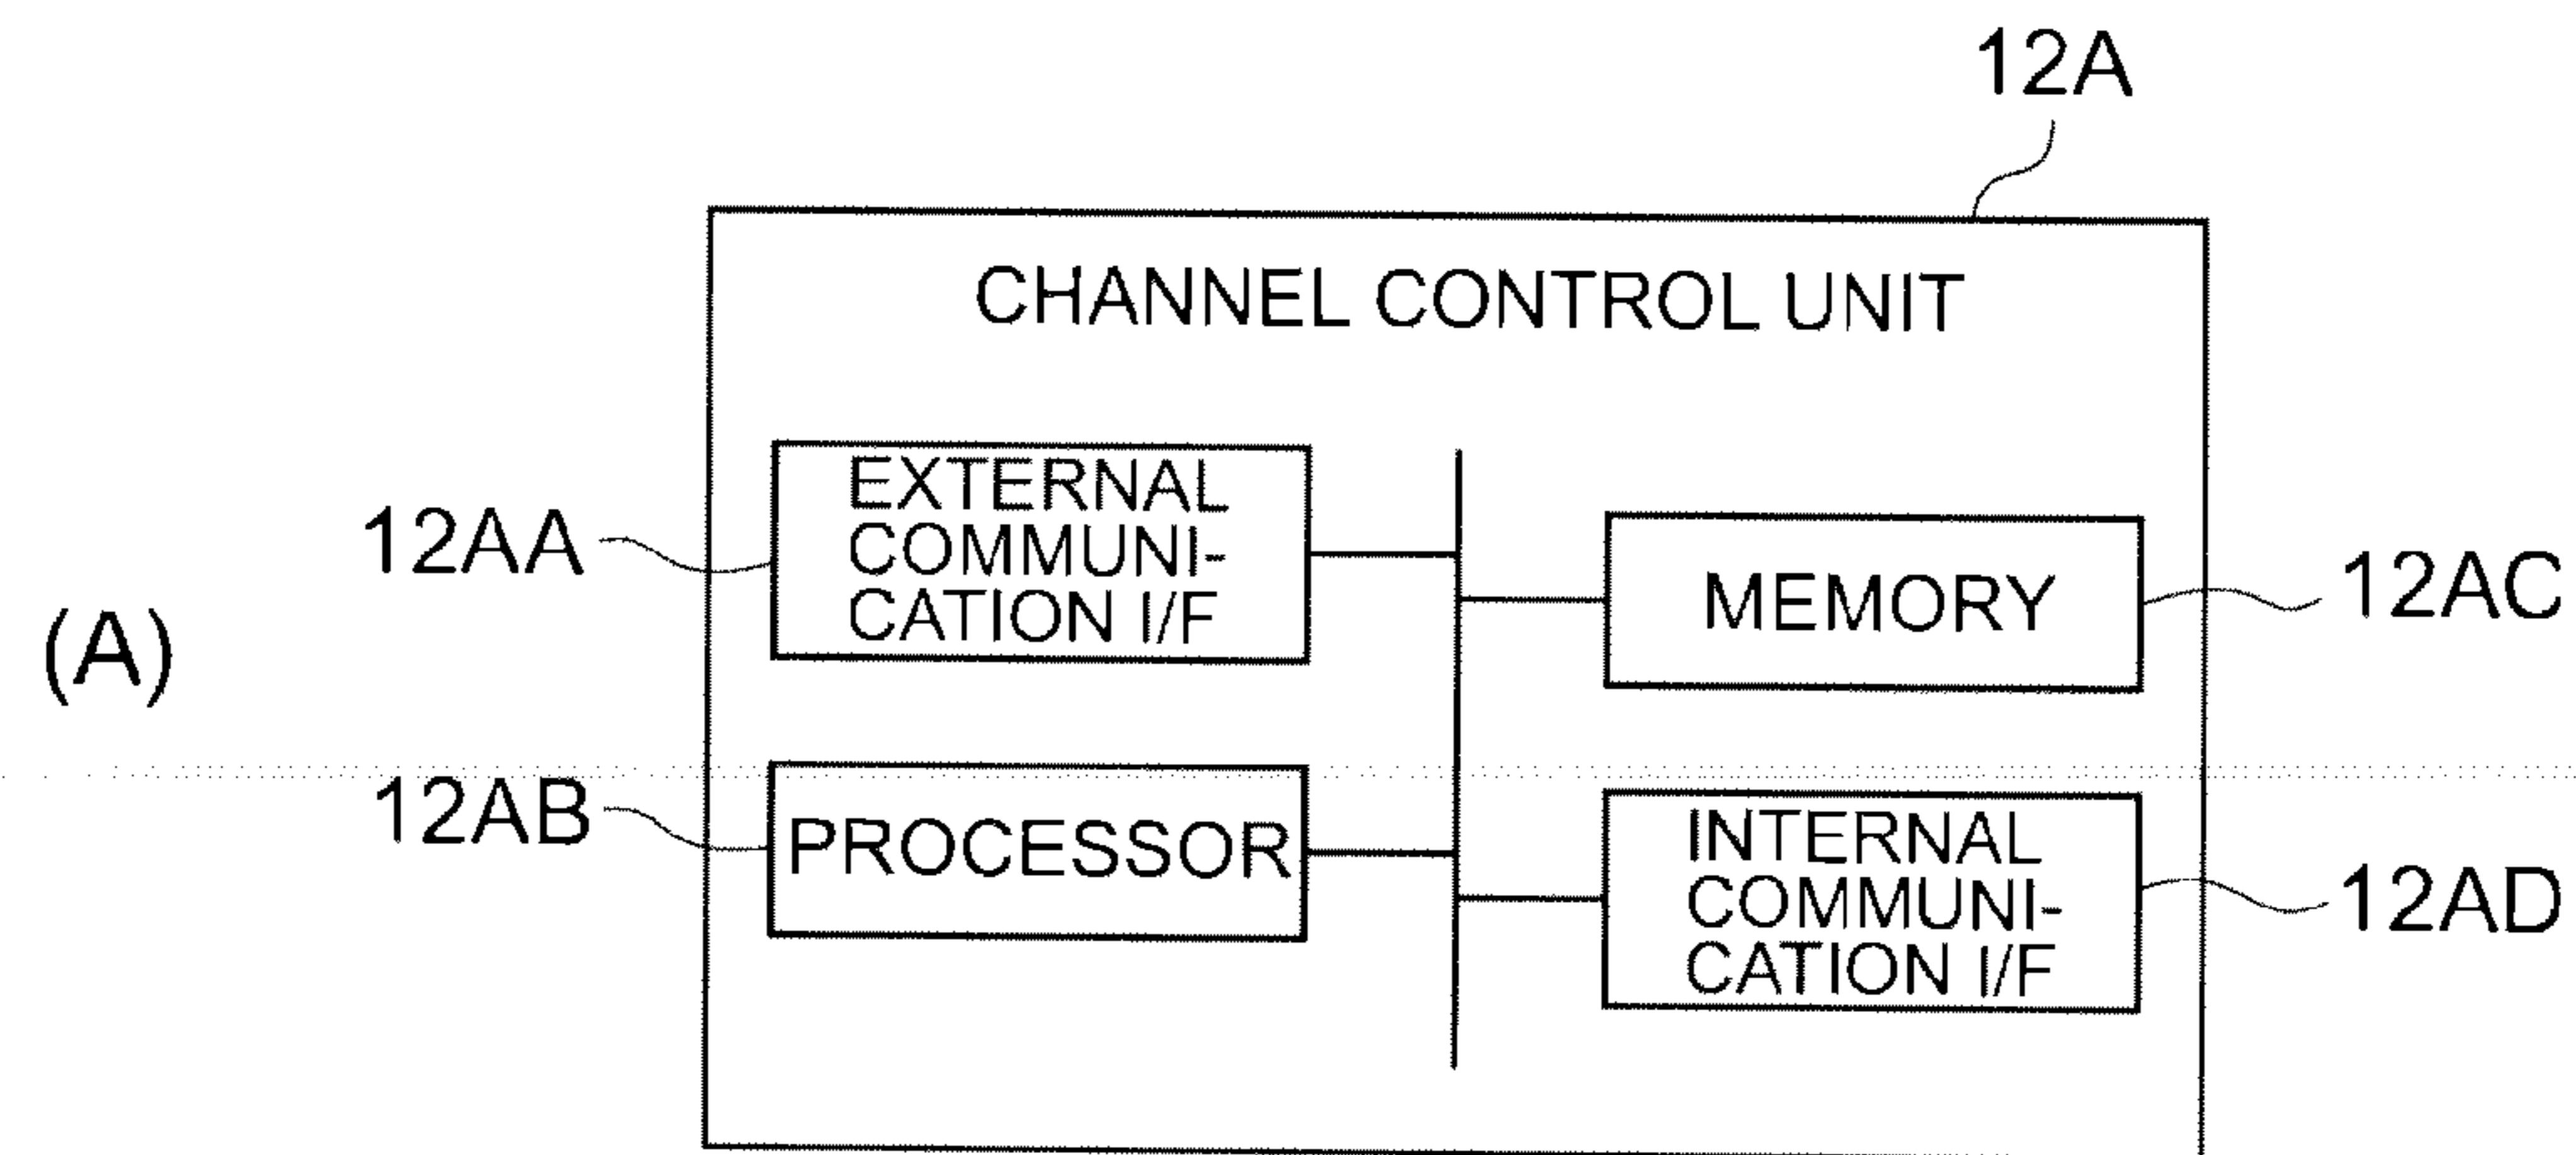 12A
CHANNEL CONTROL UNIT
12AA
EXTERNAL
COMMUNI-
CATION I/F
MEMORY
12AC
(A)
12AB
PROCESSOR
INTERNAL
COMMUNI-
CATION I/F
12AD